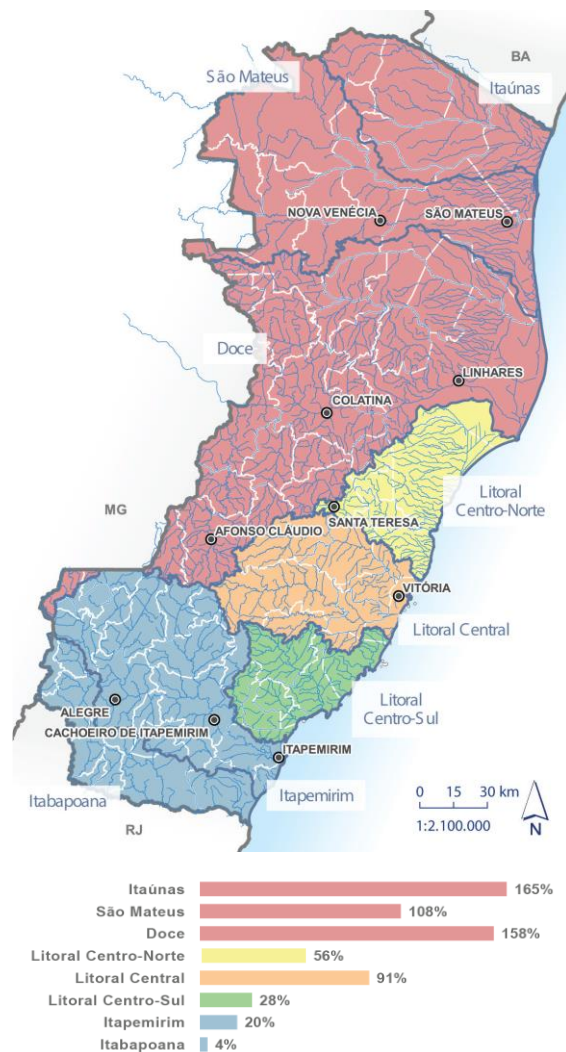 BA
São Mateus
Itaúnas
NOVA VENÉCIA
SÃO MATEUS
Doce
LINHARES
COLATINA
Litoral
Centro-Norte
MG
SANTA TERESA
AFONSO CLÁUDIO
VITÓRIA
Litoral Central
Litoral
Centro-Sul
ALEGRE
CACHOEIRO DE ITAPEMIRIM
ITAPEMIRIM
Itabapoana
Itapemirim
0 15 30 km
1:2.100.000
N
RJ
Itaúnas 165%
São Mateus 108%
Doce 158%
Litoral Centro-Norte 56%
Litoral Central 91%
Litoral Centro-Sul 28%
Itapemirim 20%
Itabapoana 4%